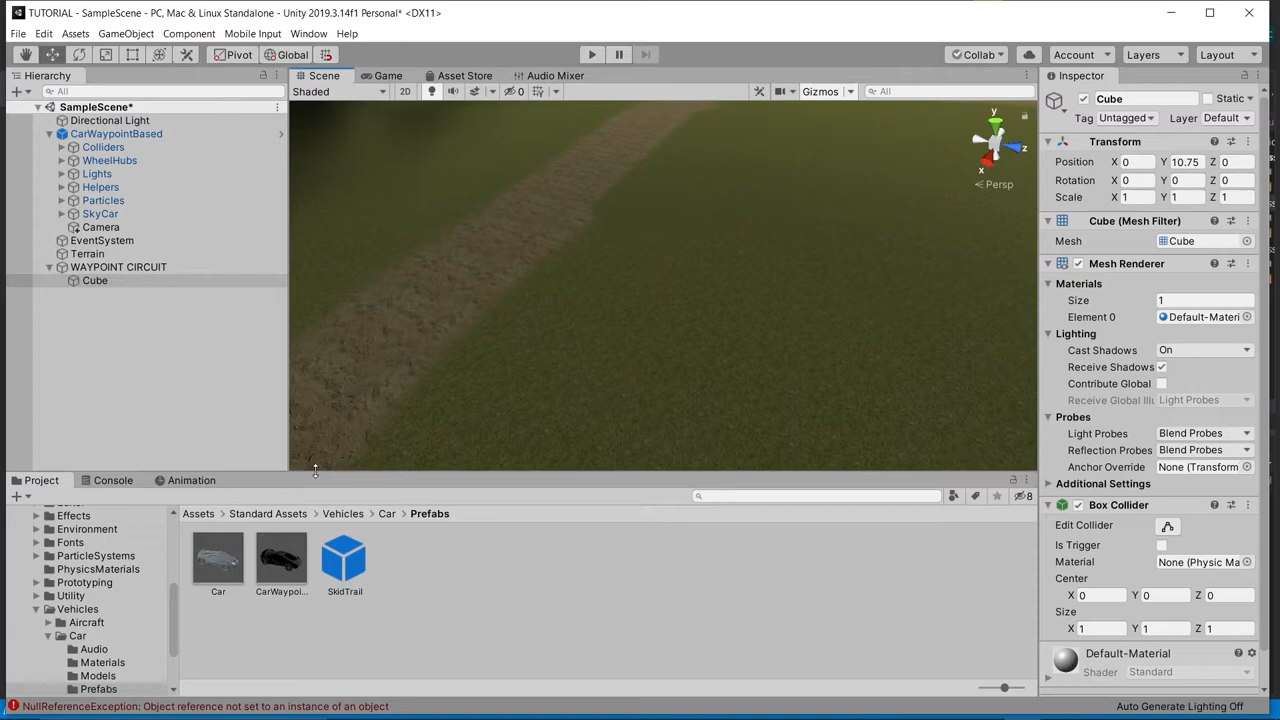 TUTORIAL - SampleScene - PC, Mac & Linux Standalone - Unity 2019.3.14f1 Personal* <DX11>
File Edit Assets GameObject Component Mobile Input Window Help
Pivot Global Collab Account Layers Layout
Hierarchy
All
SampleScene*
Directional Light
CarWaypointBased
Colliders
WheelHubs
Lights
Helpers
Particles
SkyCar
Camera
EventSystem
Terrain
WAYPOINT CIRCUIT
Cube
Scene Game Asset Store Audio Mixer
Shaded 2D 0 Gizmos All
y
z
x
Persp
Inspector
Cube Static
Tag Untagged Layer Default
Transform
Position X 0 Y 10.75 Z 0
Rotation X 0 Y 0 Z 0
Scale X 1 Y 1 Z 1
Cube (Mesh Filter)
Mesh Cube
Mesh Renderer
Materials
Size 1
Element 0 Default-Materi
Lighting
Cast Shadows On
Receive Shadows
Contribute Global
Receive Global Illu Light Probes
Probes
Light Probes Blend Probes
Reflection Probes Blend Probes
Anchor Override None (Transform
Additional Settings
Box Collider
Edit Collider
Is Trigger
Material None (Physic Ma
Center
X 0 Y 0 Z 0
Size
X 1 Y 1 Z 1
Default-Material
Shader Standard
Project Console Animation
8
Effects
Environment
Fonts
ParticleSystems
PhysicsMaterials
Prototyping
Utility
Vehicles
Aircraft
Car
Audio
Materials
Models
Prefabs
Assets Standard Assets Vehicles Car Prefabs
Car CarWaypoi... SkidTrail
NullReferenceException: Object reference not set to an instance of an object
Auto Generate Lighting Off